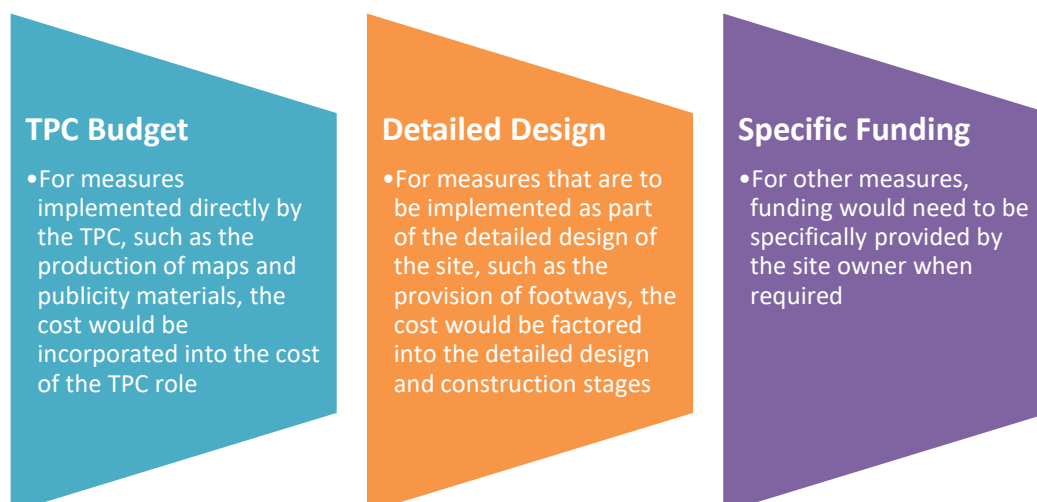 TPC Budget
•For measures
implemented directly by
the TPC, such as the
production of maps and
publicity materials, the
cost would be
incorporated into the cost
of the TPC role
Detailed Design
•For measures that are to
be implemented as part
of the detailed design of
the site, such as the
provision of footways, the
cost would be factored
into the detailed design
and construction stages
Specific Funding
•For other measures,
funding would need to be
specifically provided by
the site owner when
required